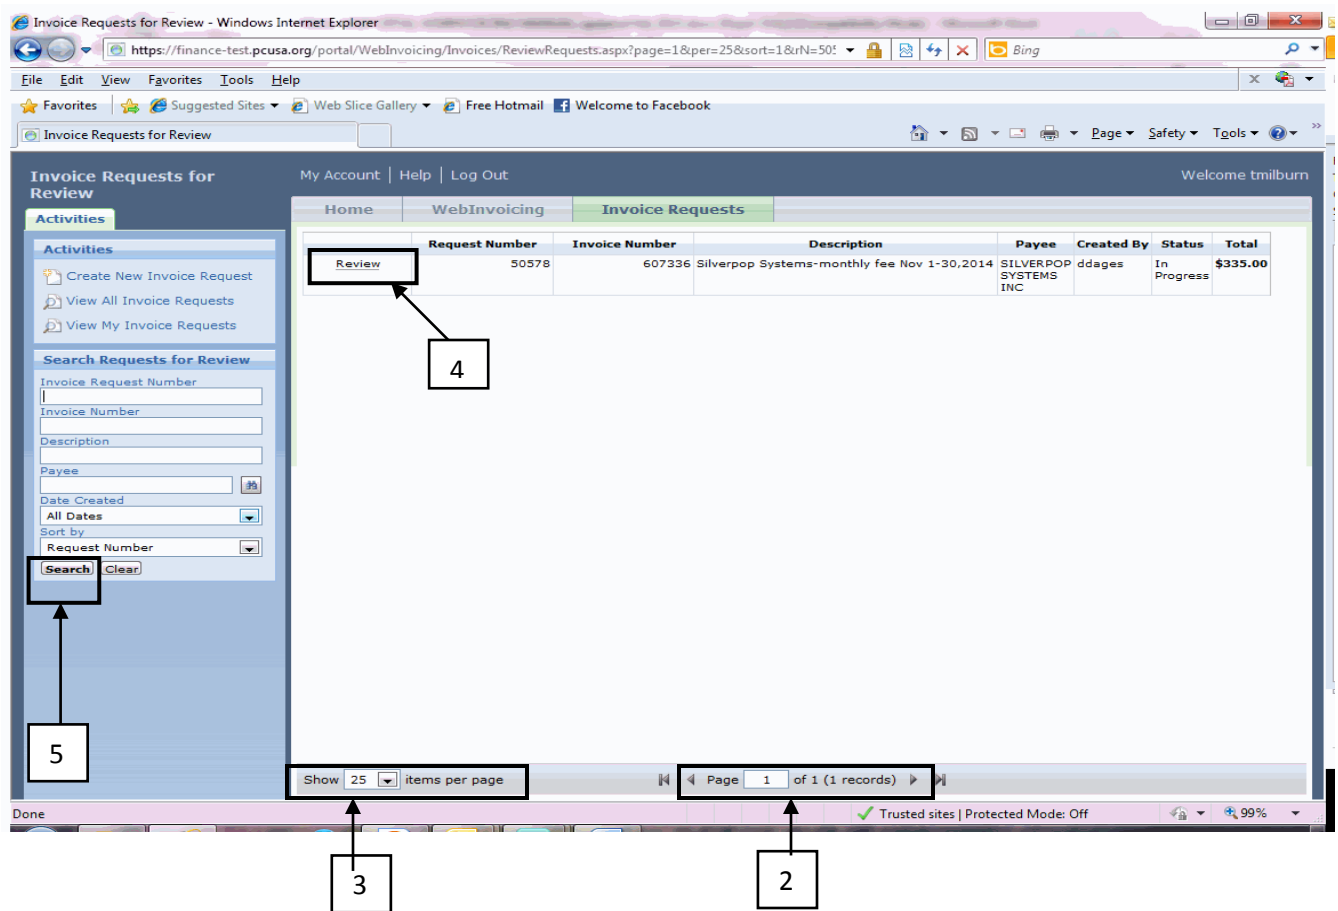 Invoice Requests for Review - Windows Internet Explorer
https://finance-test.pcusa.org/portal/WebInvoicing/Invoices/ReviewRequests.aspx?page=1&per=25&sort=1&rN=505
Bing
File Edit View Favorites Tools Help
Favorites Suggested Sites Web Slice Gallery Free Hotmail Welcome to Facebook
Invoice Requests for Review
Page Safety Tools
Invoice Requests for
Review
My Account | Help | Log Out
Welcome tmilburn
Activities
Home WebInvoicing Invoice Requests
Activities
Create New Invoice Request
View All Invoice Requests
View My Invoice Requests
Search Requests for Review
Invoice Request Number
Invoice Number
Description
Payee
Date Created
All Dates
Sort by
Request Number
Search Clear
Request Number Invoice Number Description Payee Created By Status Total
Review 50578 607336 Silverpop Systems-monthly fee Nov 1-30,2014 SILVERPOP ddages In $335.00
SYSTEMS Progress
INC
4
5
Show 25 items per page
Page 1 of 1 (1 records)
Done
Trusted sites | Protected Mode: Off
99%
3
2